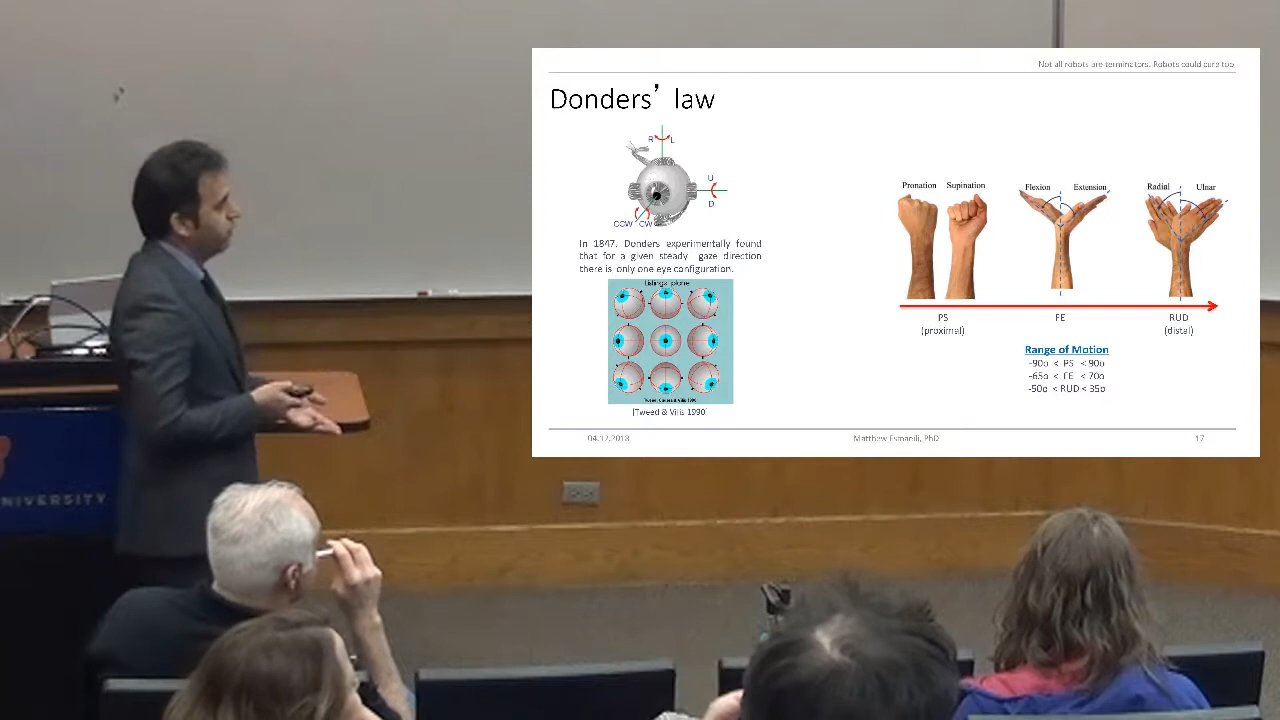 Not all robots are terminators. Robots could cure too
Donders' law
R L
U
D
CCW CW
In 1847, Donders experimentally found
that for a given steady gaze direction
there is only one eye configuration.
Listing's plane
[Tweed & Vilis 1990]
Pronation Supination
Flexion Extension
Radial Ulnar
PS
(proximal)
FE
RUD
(distal)
Range of Motion
-90o < PS < 90o
-65o < FE < 70o
-50o < RUD < 35o
04.12.2018
Matthew Esmaeili, PhD
17
NIVERSITY